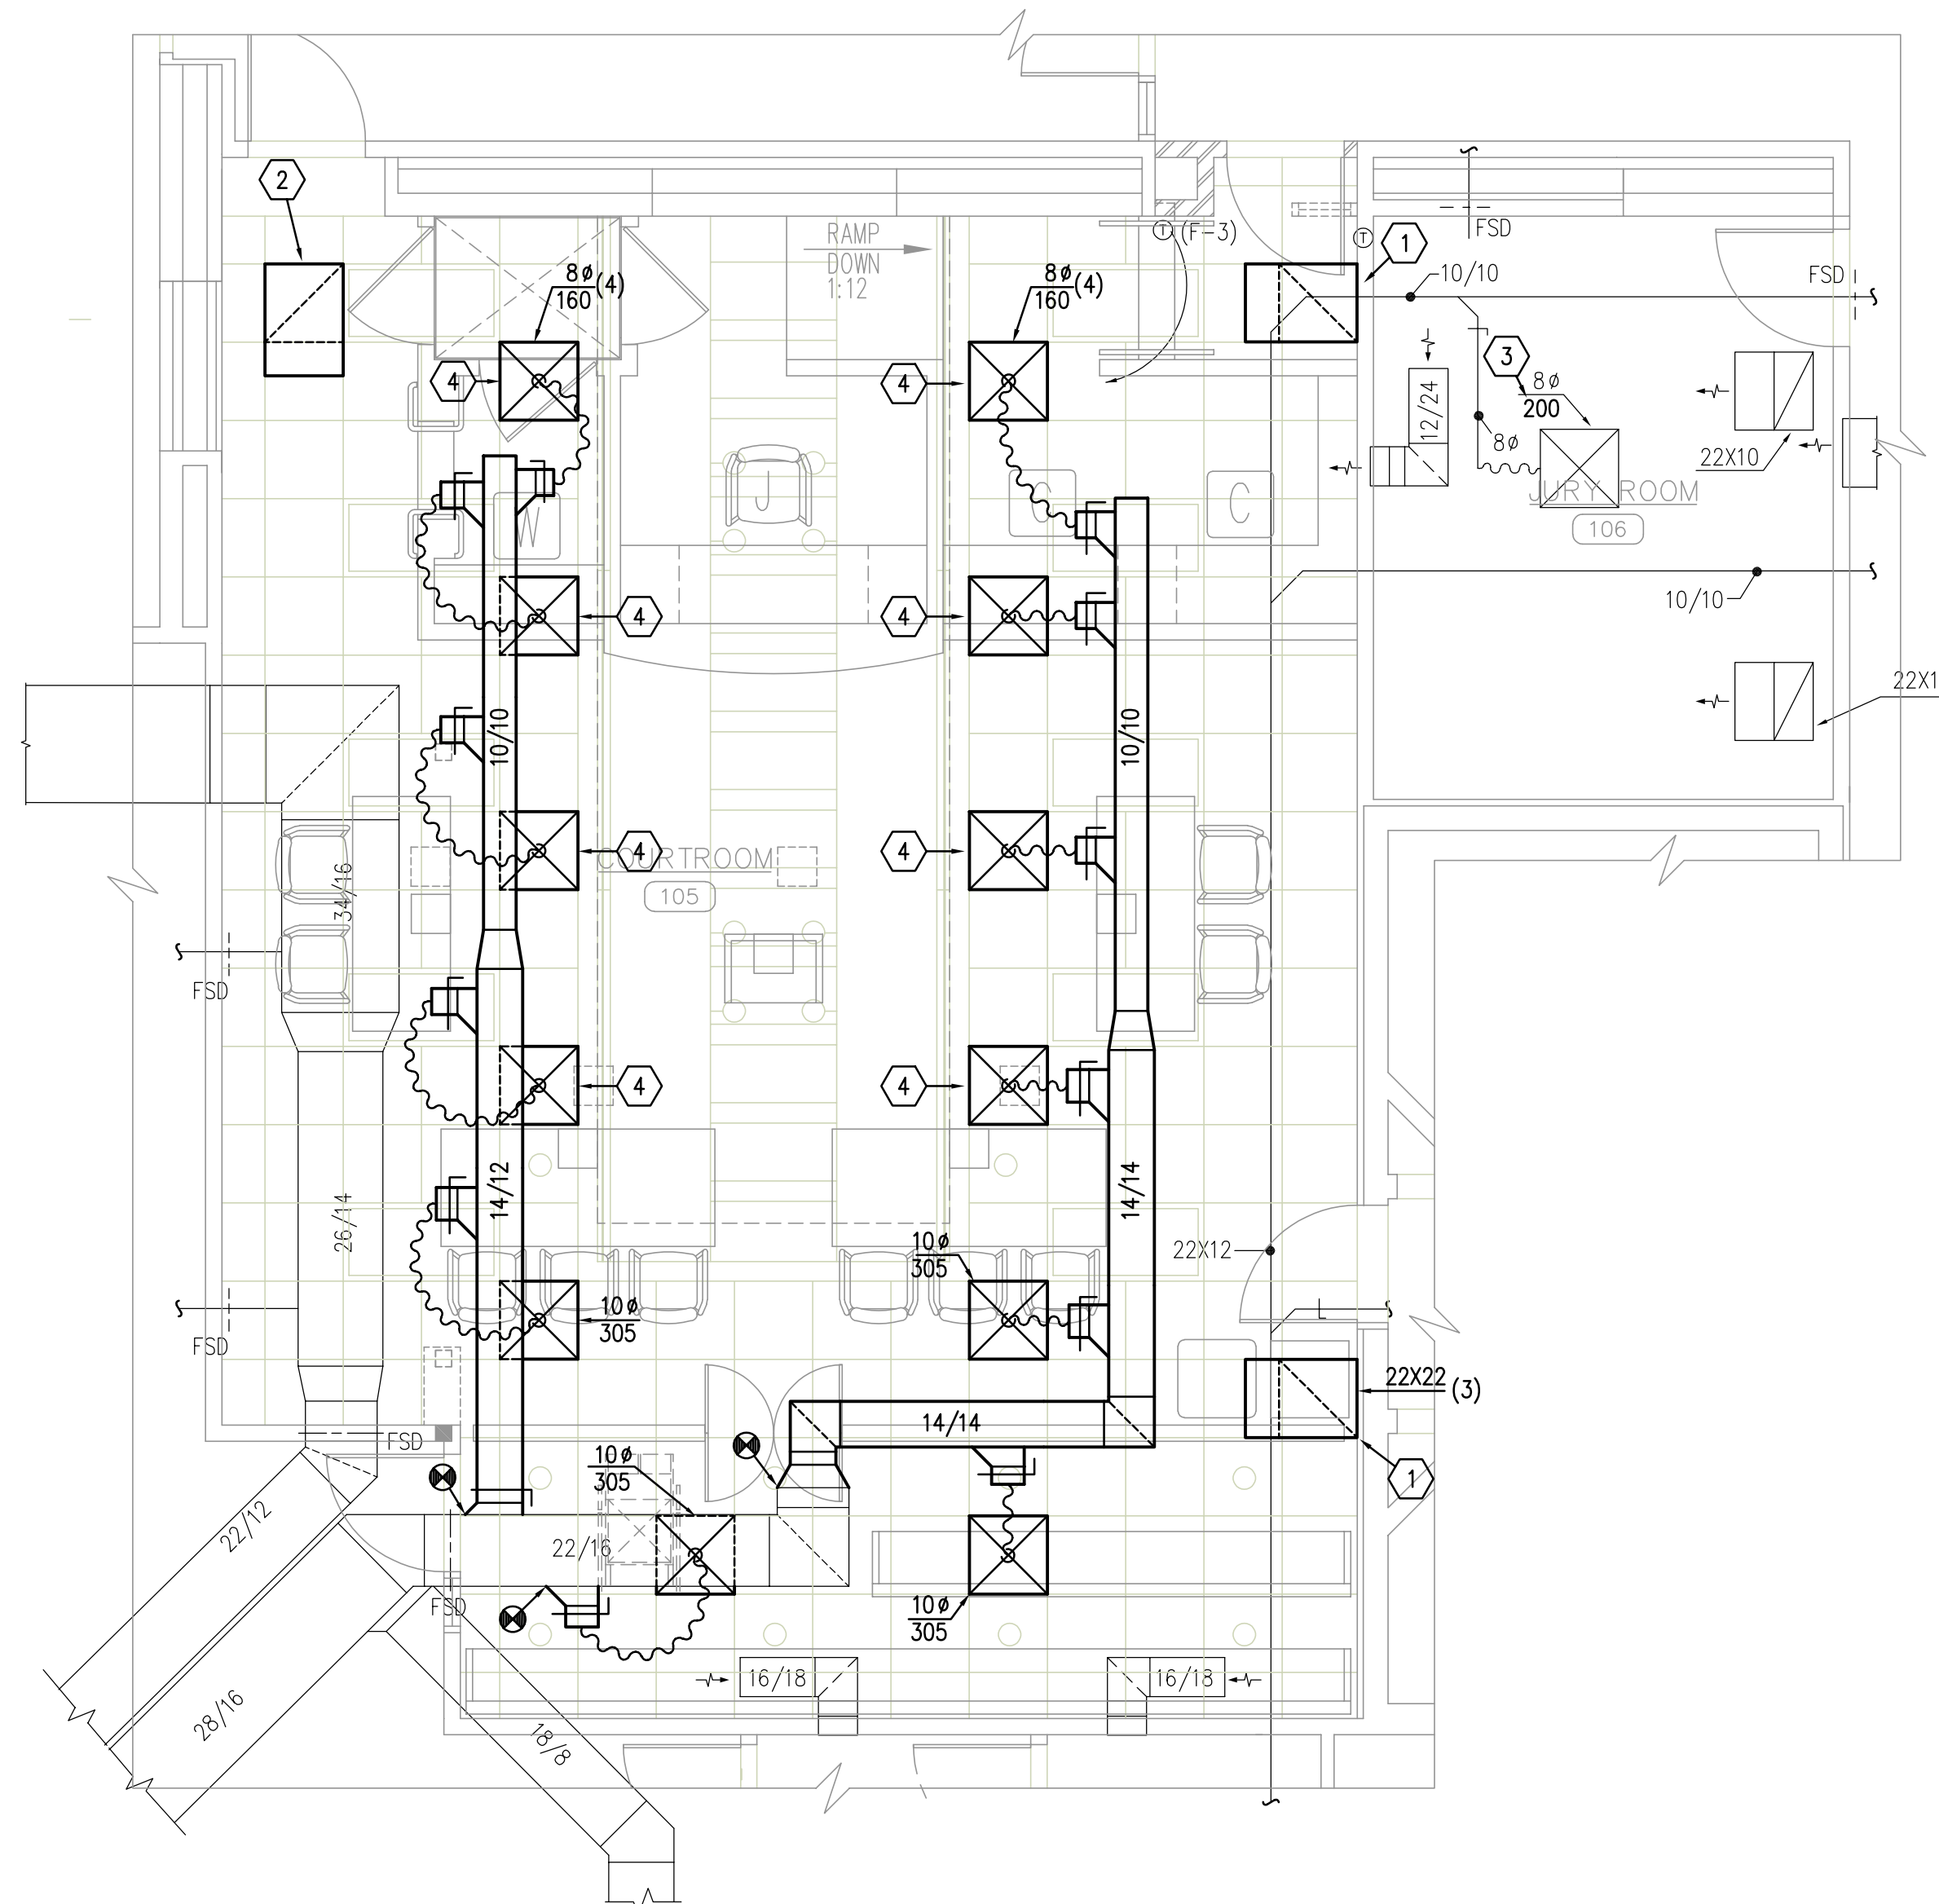 2
RAMP
DOWN
1:12
T (F-3)
T
1
FSD
FSD
10/10
8ø
160 (4)
8ø
160 (4)
4
4
3
8ø
200
12/24
8ø
22X10
JURY ROOM
106
J
W
C
C
4
4
10/10
22X1
10/10
10/10
COURTROOM
105
4
4
34/16
FSD
4
4
14/12
14/14
26/14
10ø
305
22X12
10ø
305
FSD
22X22 (3)
14/14
FSD
10ø
305
1
22/12
22/16
FSD
10ø
305
16/18
16/18
28/16
18/8